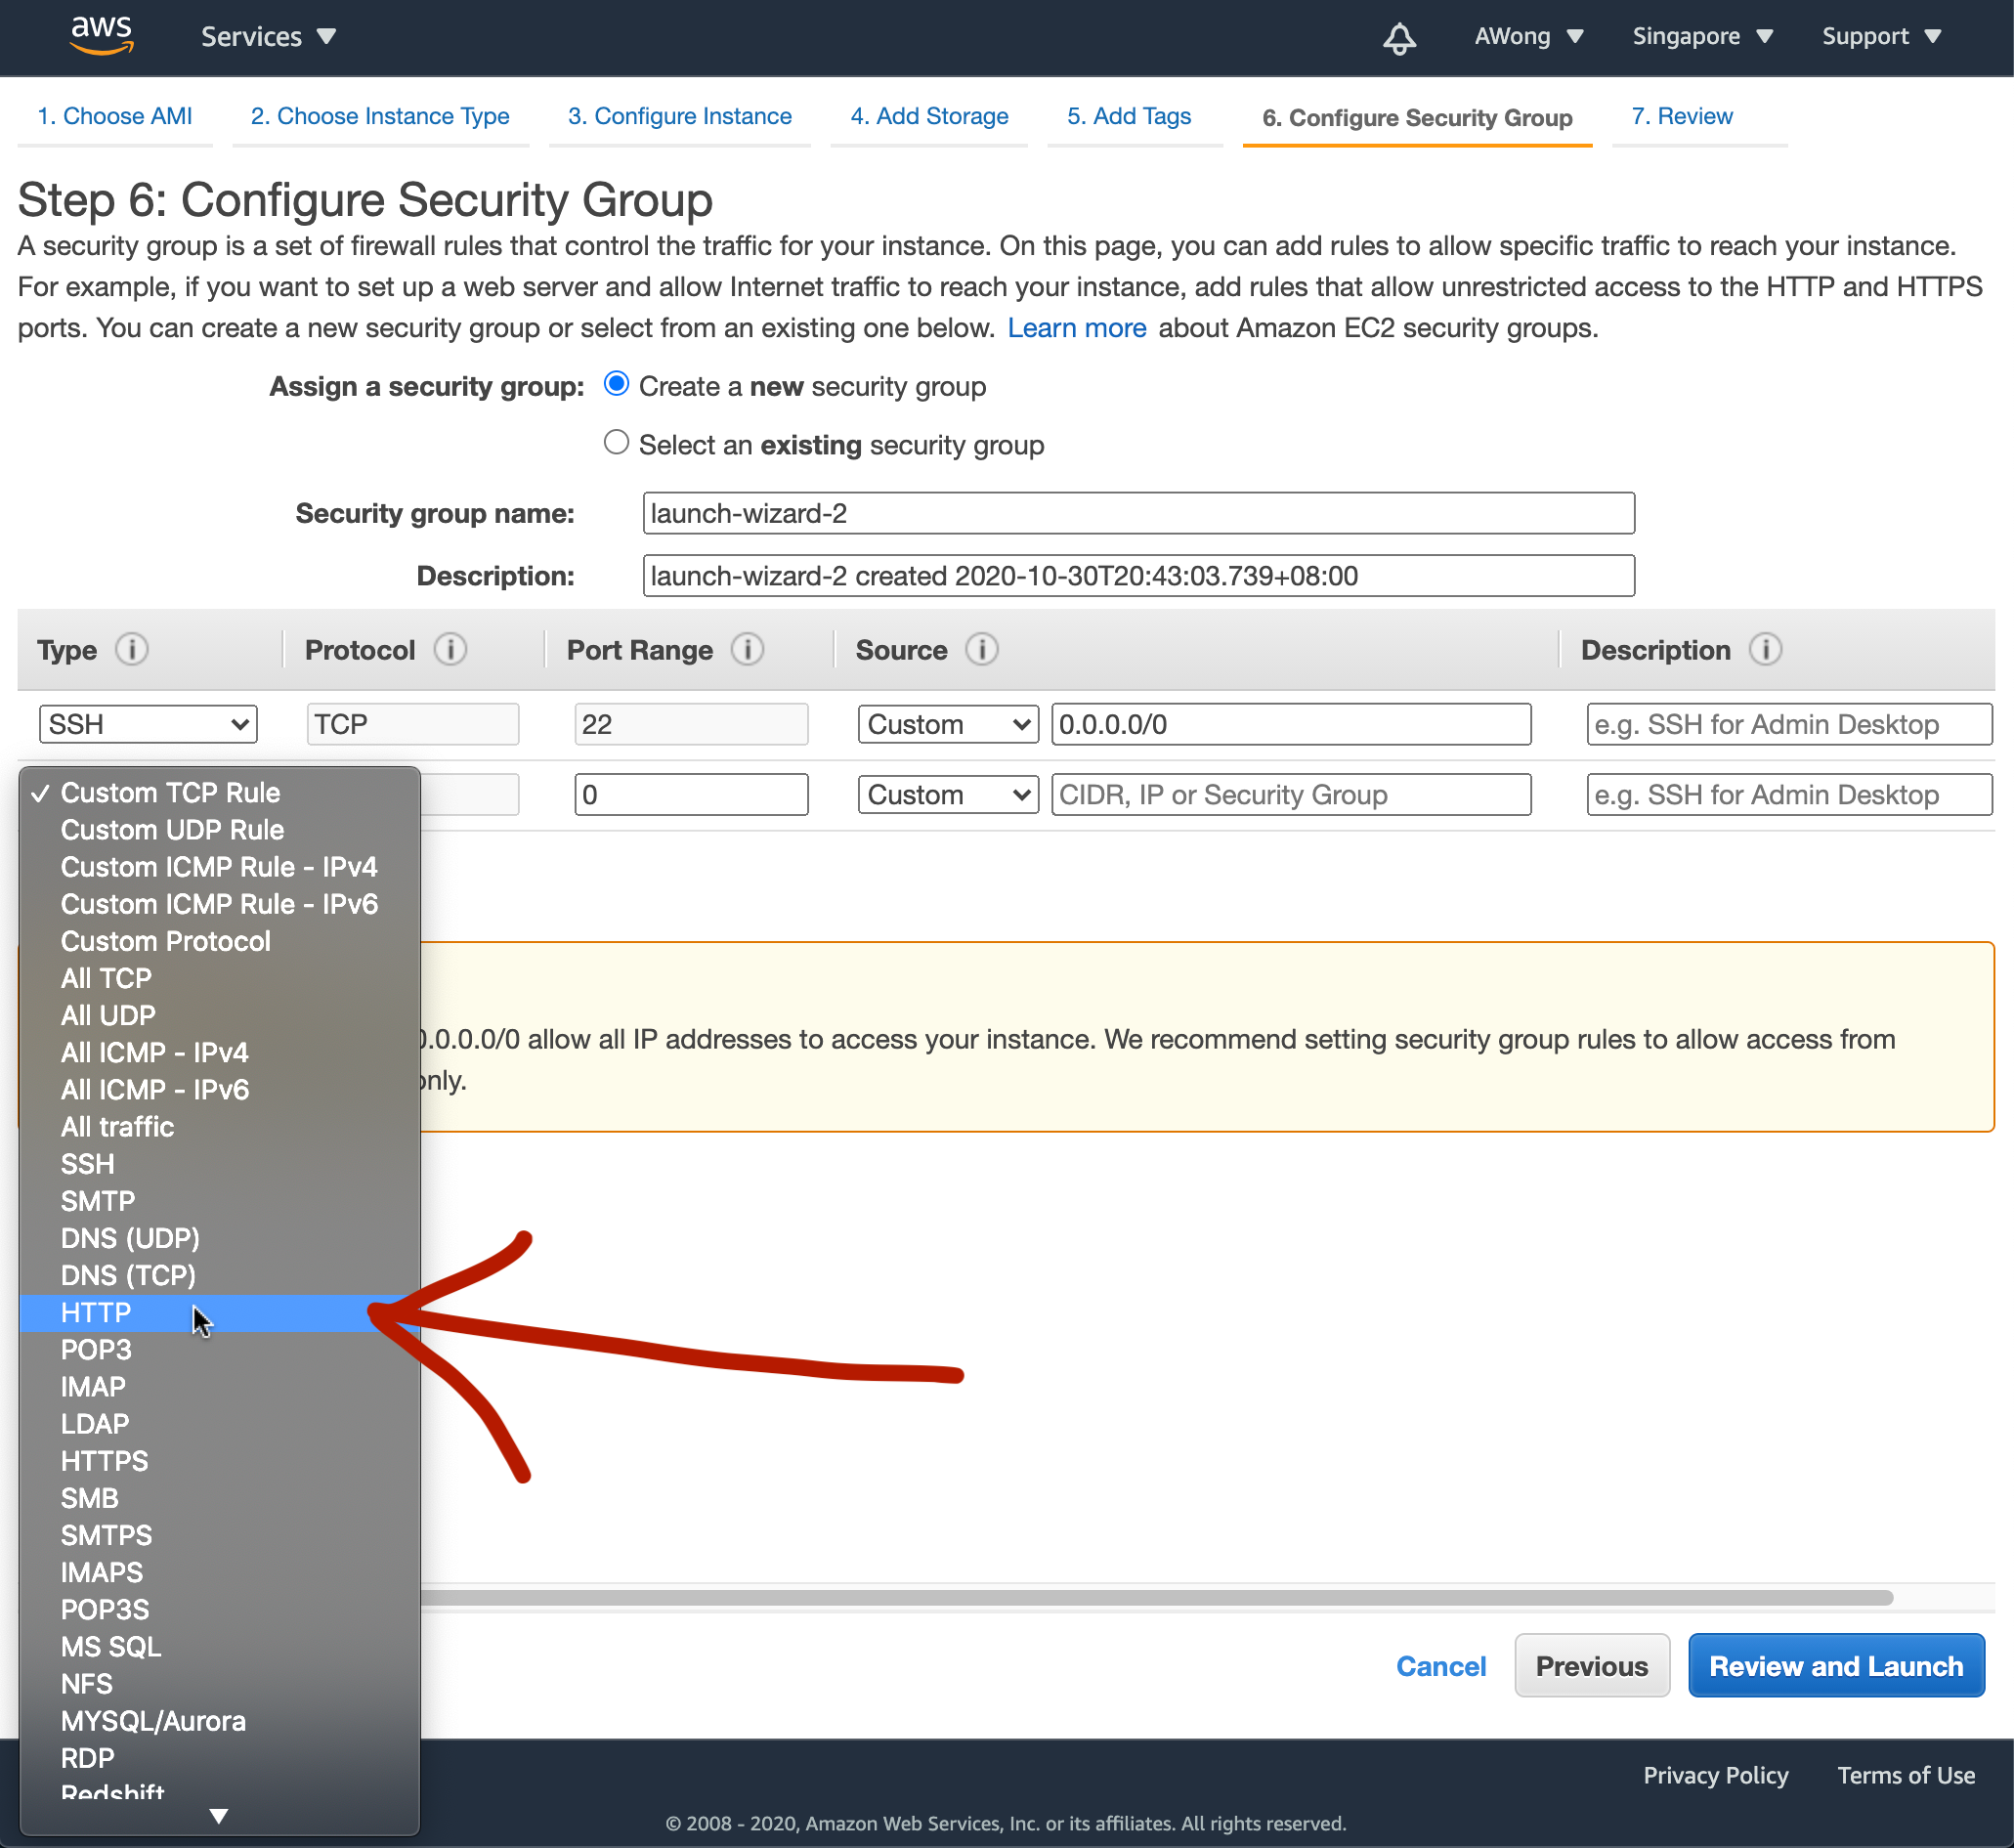 aws Services AWong Singapore Support
1. Choose AMI 2. Choose Instance Type 3. Configure Instance 4. Add Storage 5. Add Tags 6. Configure Security Group 7. Review
Step 6: Configure Security Group
A security group is a set of firewall rules that control the traffic for your instance. On this page, you can add rules to allow specific traffic to reach your instance.
For example, if you want to set up a web server and allow Internet traffic to reach your instance, add rules that allow unrestricted access to the HTTP and HTTPS
ports. You can create a new security group or select from an existing one below. Learn more about Amazon EC2 security groups.
Assign a security group: Create a new security group
Select an existing security group
Security group name: launch-wizard-2
Description: launch-wizard-2 created 2020-10-30T20:43:03.739+08:00
Type i Protocol i Port Range i Source i Description i
SSH TCP 22 Custom 0.0.0.0/0 e.g. SSH for Admin Desktop
✓ Custom TCP Rule 0 Custom CIDR, IP or Security Group e.g. SSH for Admin Desktop
Custom UDP Rule
Custom ICMP Rule - IPv4
Custom ICMP Rule - IPv6
Custom Protocol
All TCP
All UDP
.0.0.0/0 allow all IP addresses to access your instance. We recommend setting security group rules to allow access from
All ICMP - IPv4
only.
All ICMP - IPv6
All traffic
SSH
SMTP
DNS (UDP)
DNS (TCP)
HTTP
POP3
IMAP
LDAP
HTTPS
SMB
SMTPS
IMAPS
POP3S
MS SQL
NFS
MYSQL/Aurora
RDP
Redshift
Cancel Previous Review and Launch
Privacy Policy Terms of Use
© 2008 - 2020, Amazon Web Services, Inc. or its affiliates. All rights reserved.